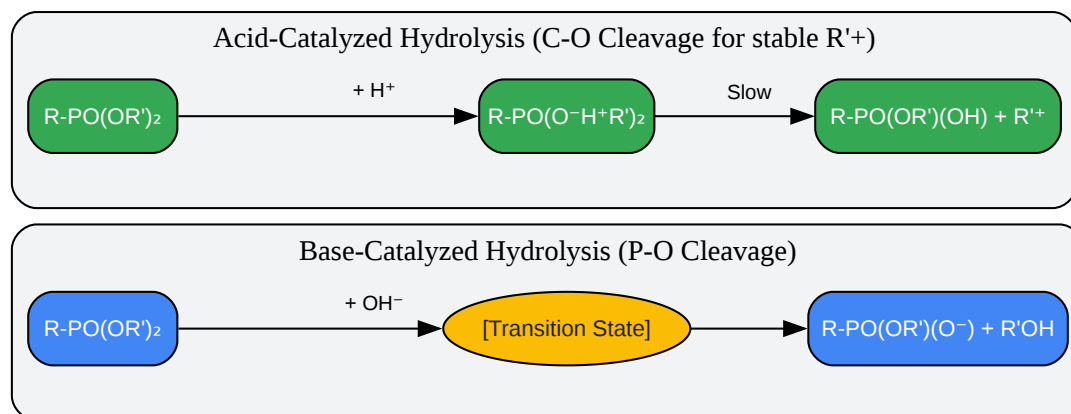 Acid-Catalyzed Hydrolysis (C-O Cleavage for stable R'+)
+ H⁺
Slow
R-PO(OR')₂
R-PO(O⁻H⁺R')₂
R-PO(OR')(OH) + R'⁺
Base-Catalyzed Hydrolysis (P-O Cleavage)
+ OH⁻
R-PO(OR')₂
[Transition State]
R-PO(OR')(O⁻) + R'OH